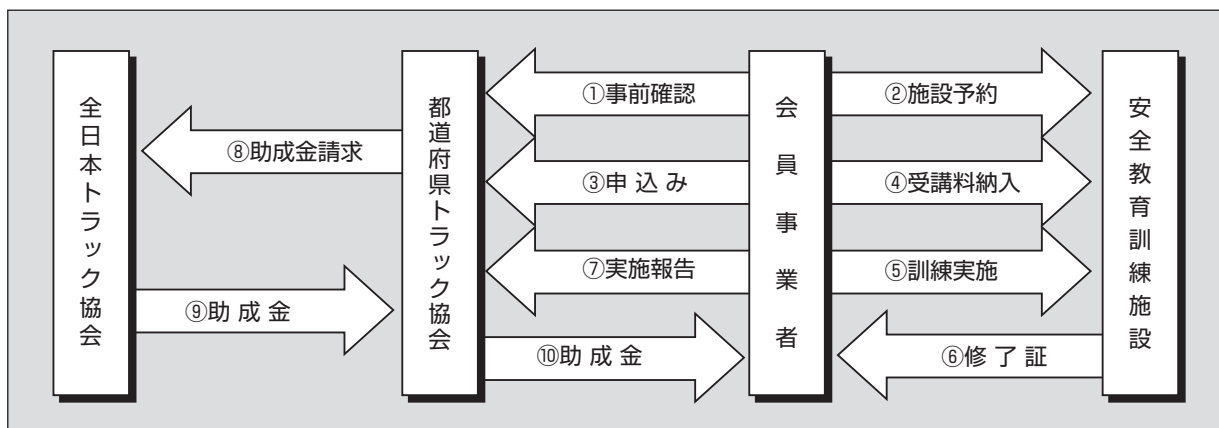 全日本トラック協会
都道府県トラック協会
会員事業者
安全教育訓練施設
①事前確認
②施設予約
⑧助成金請求
③申込み
④受講料納入
⑦実施報告
⑤訓練実施
⑨助成金
⑩助成金
⑥修了証